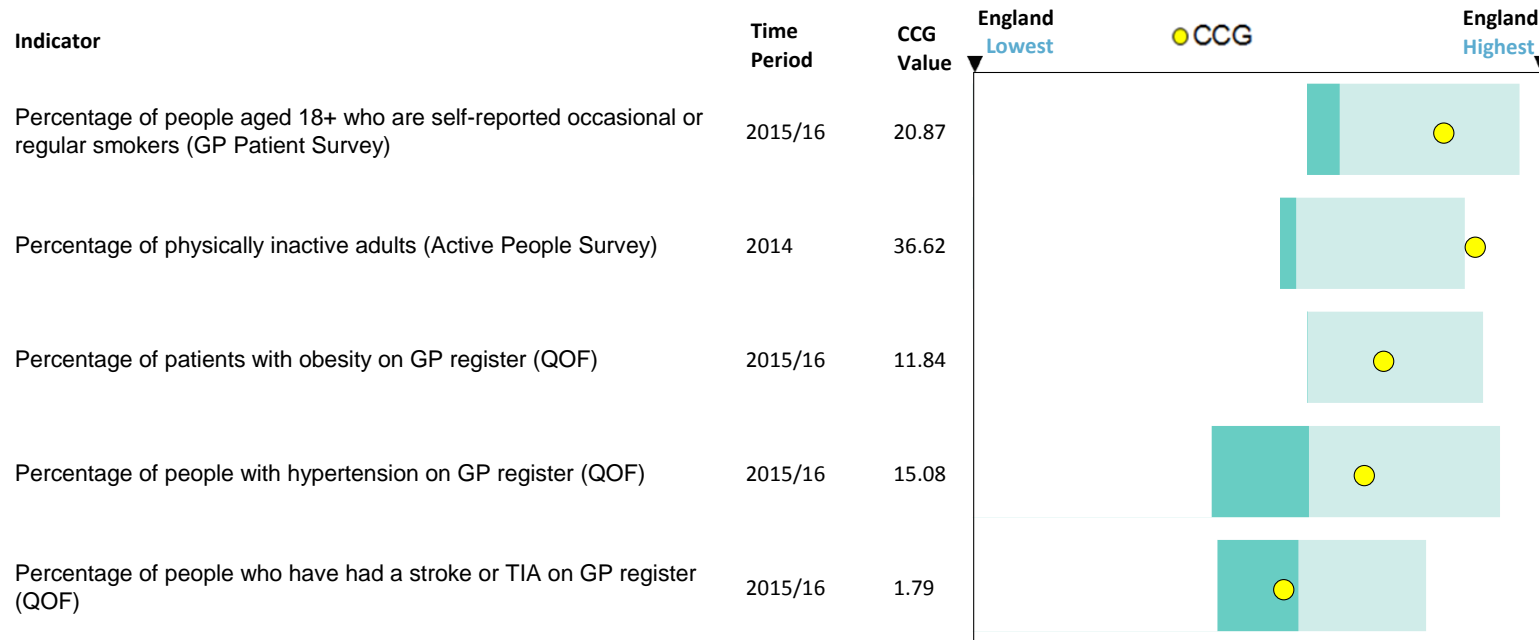 Indicator
Time
Period
CCG
Value
England
Lowest
CCG
England
Highest
Percentage of people aged 18+ who are self-reported occasional or
regular smokers (GP Patient Survey)
2015/16
20.87
Percentage of physically inactive adults (Active People Survey)
2014
36.62
Percentage of patients with obesity on GP register (QOF)
2015/16
11.84
Percentage of people with hypertension on GP register (QOF)
2015/16
15.08
Percentage of people who have had a stroke or TIA on GP register
(QOF)
2015/16
1.79